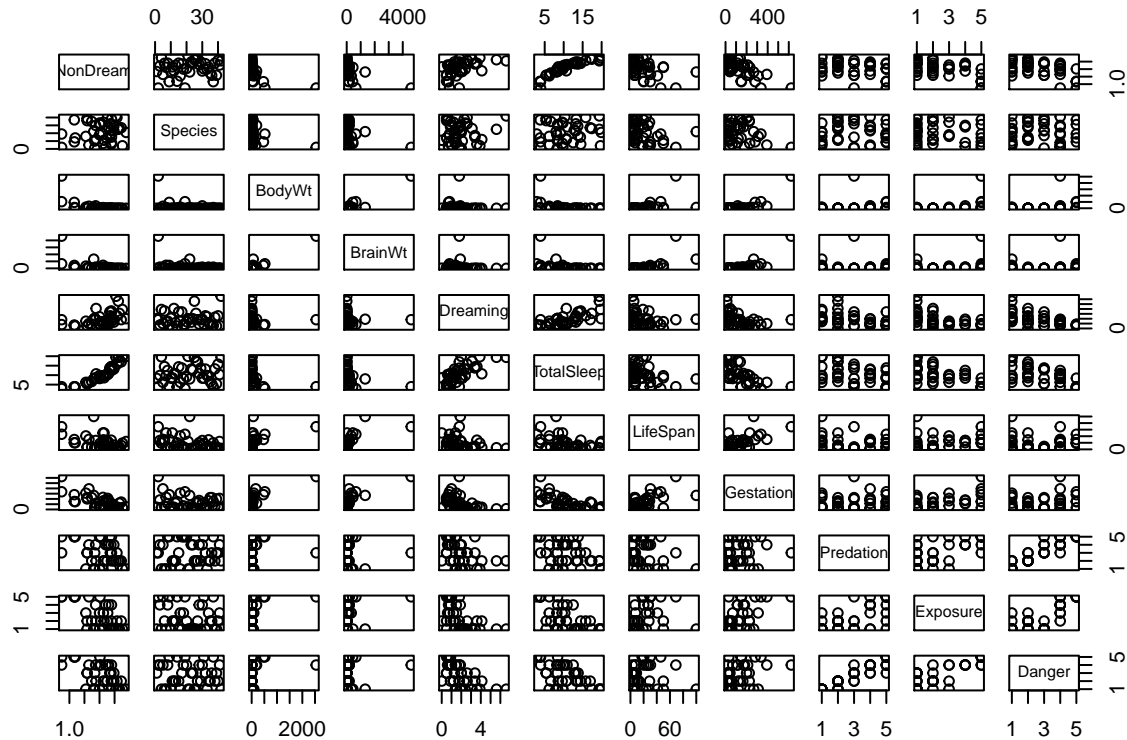 0 30
0 4000
5 15
0 400
1 3 5
NonDream
1.0
0
Species
BodyWt
0
0
BrainWt
Dreaming
0
5
TotalSleep
LifeSpan
0
0
Gestation
Predation
1 5
1 5
Exposure
Danger
1 5
1.0
0 2000
0 4
0 60
1 3 5
1 3 5